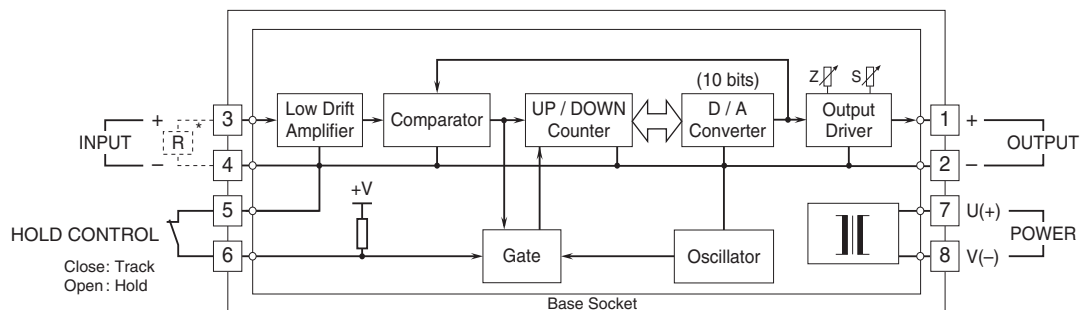 (10 bits)
Z S
Low Drift
Amplifier
Comparator
UP / DOWN
Counter
D / A
Converter
Output
Driver
INPUT
+
−
R
*
3
4
5
6
1
2
7
8
+
−
OUTPUT
U(+)
V(−)
POWER
+V
HOLD CONTROL
Close : Track
Open : Hold
Gate
Oscillator
Base Socket